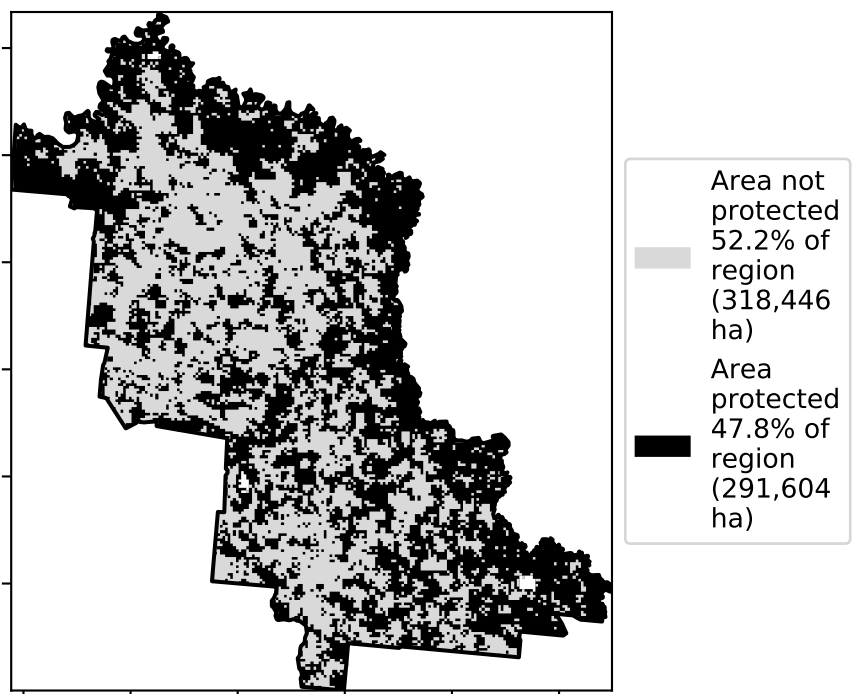 Area not
protected
52.2% of
region
(318,446
ha)
Area
protected
47.8% of
region
(291,604
ha)